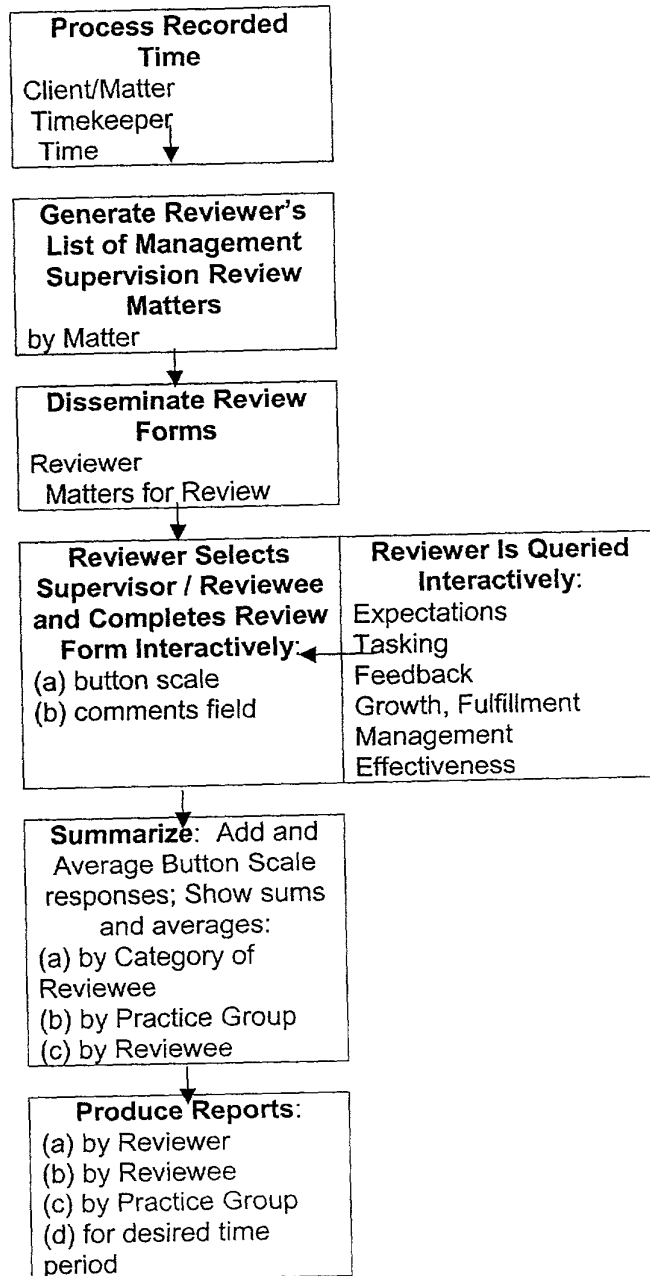 Process Recorded
Time
Client/Matter
Timekeeper
Time
Generate Reviewer's
List of Management
Supervision Review
Matters
by Matter
Disseminate Review
Forms
Reviewer
Matters for Review
Reviewer Selects
Supervisor / Reviewee
and Completes Review
Form Interactively:
(a) button scale
(b) comments field
Reviewer Is Queried
Interactively:
Expectations
Tasking
Feedback
Growth, Fulfillment
Management
Effectiveness
Summarize: Add and
Average Button Scale
responses; Show sums
and averages:
(a) by Category of
Reviewee
(b) by Practice Group
(c) by Reviewee
Produce Reports:
(a) by Reviewer
(b) by Reviewee
(c) by Practice Group
(d) for desired time
period